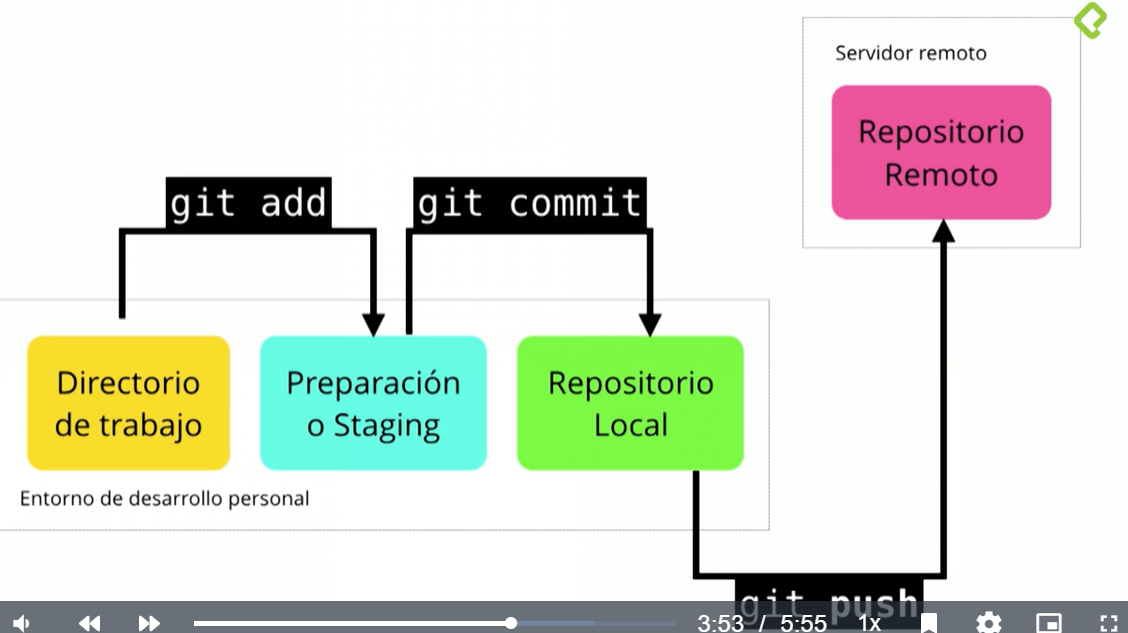 Servidor remoto
Repositorio
Remoto
git add
git commit
Directorio
de trabajo
Preparación
o Staging
Repositorio
Local
Entorno de desarrollo personal
git push
3:53 / 5:55
1x